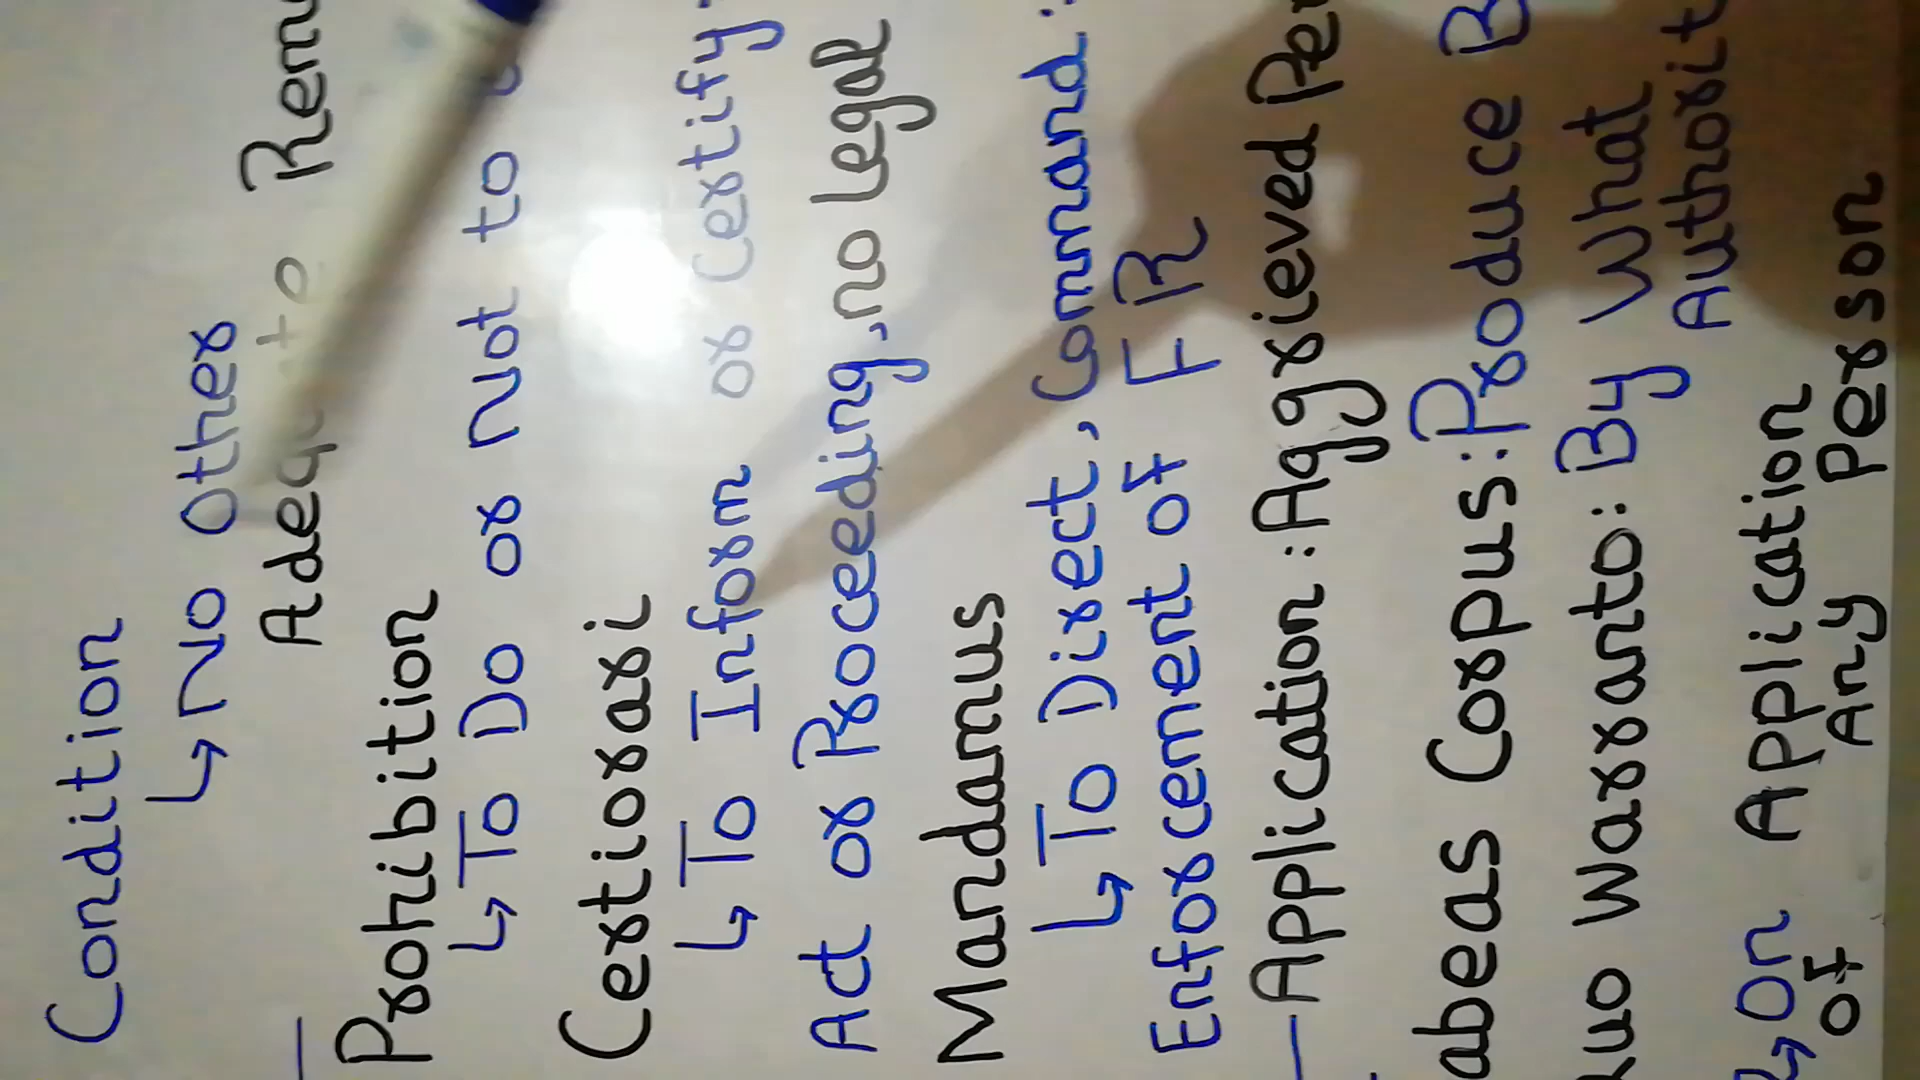 Condition
↳ No Other
Prohibition
↳ To Do or Not to
Certiorari
↳ To Inform or Certify
Act or Proceeding, no legal
Mandamus
↳ To Direct, Command :
Enforcement of FR
— Application : Aggrieved Per
abeas Corpus : Produce B
uo Warranto : By What
Authorit
↳ On Application
of Any Person